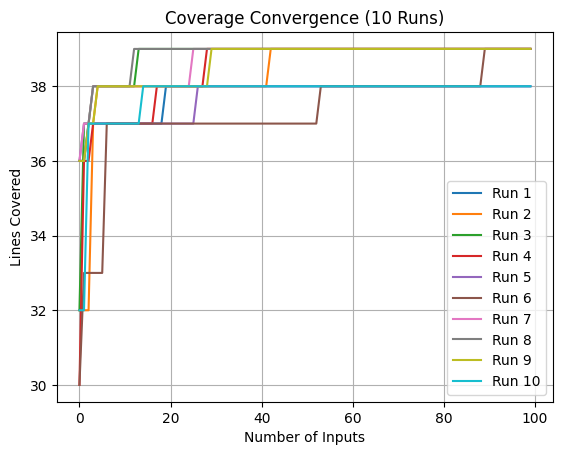 Coverage Convergence (10 Runs)
Lines Covered
38
36
34
32
30
0
20
40
60
80
100
Number of Inputs
Run 1
Run 2
Run 3
Run 4
Run 5
Run 6
Run 7
Run 8
Run 9
Run 10